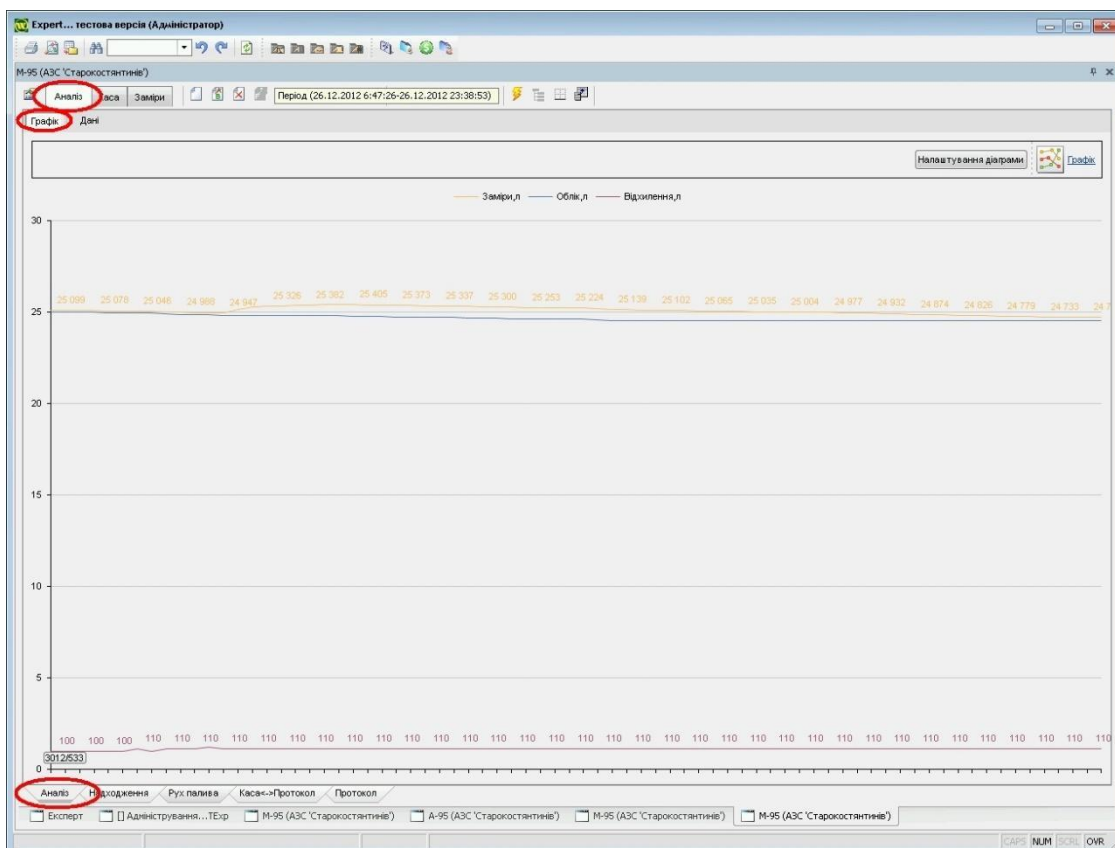 Expert... тестова версія (Адміністратор)
М-95 (АЗС 'Старокостянтинів')
Аналіз Каса Заміри Період (26.12.2012 6:47:26-26.12.2012 23:38:53)
Графік Дані
Налаштування діаграми Графік
Заміри,л Облік,л Відхилення,л
30
25 099 25 078 25 046 24 988 24 947 25 326 25 382 25 405 25 373 25 337 25 300 25 253 25 224 25 139 25 102 25 065 25 035 25 004 24 977 24 932 24 874 24 826 24 779 24 733 24 7
25
20
15
10
5
100 100 100 110 110 110 110 110 110 110 110 110 110 110 110 110 110 110 110 110 110 110 110 110 110 110 110 110 110 110 110 110 110 110 110 110 110
3012/533
0
Аналіз Надходження Рух палива Каса<->Протокол Протокол
Експерт [] Адміністрування...TExp М-95 (АЗС 'Старокостянтинів') А-95 (АЗС 'Старокостянтинів') М-95 (АЗС 'Старокостянтинів') М-95 (АЗС 'Старокостянтинів')
CAPS NUM SCRL OVR